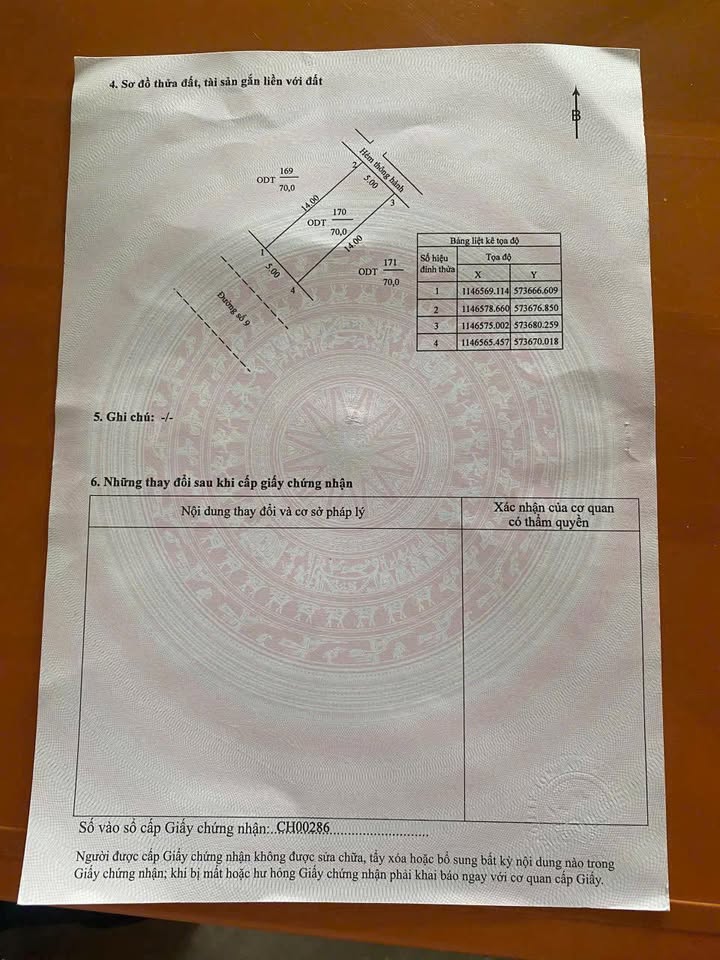 4. Sơ đồ thửa đất, tài sản gắn liền với đất
B
Hẻm thông hành
ODT 169
70,0
2
5.00
3
14.00
ODT 170
70,0
14.00
1
5.00
4
ODT 171
70,0
Đường số 9
Bảng liệt kê tọa độ
Số hiệu đỉnh thửa
Tọa độ
X Y
1 1146569.114 573666.609
2 1146578.660 573676.850
3 1146575.002 573680.259
4 1146565.457 573670.018
5. Ghi chú: -/-
6. Những thay đổi sau khi cấp giấy chứng nhận
Nội dung thay đổi và cơ sở pháp lý
Xác nhận của cơ quan
có thẩm quyền
Số vào sổ cấp Giấy chứng nhận:..CH00286............................
Người được cấp Giấy chứng nhận không được sửa chữa, tẩy xóa hoặc bổ sung bất kỳ nội dung nào trong
Giấy chứng nhận; khi bị mất hoặc hư hỏng Giấy chứng nhận phải khai báo ngay với cơ quan cấp Giấy.